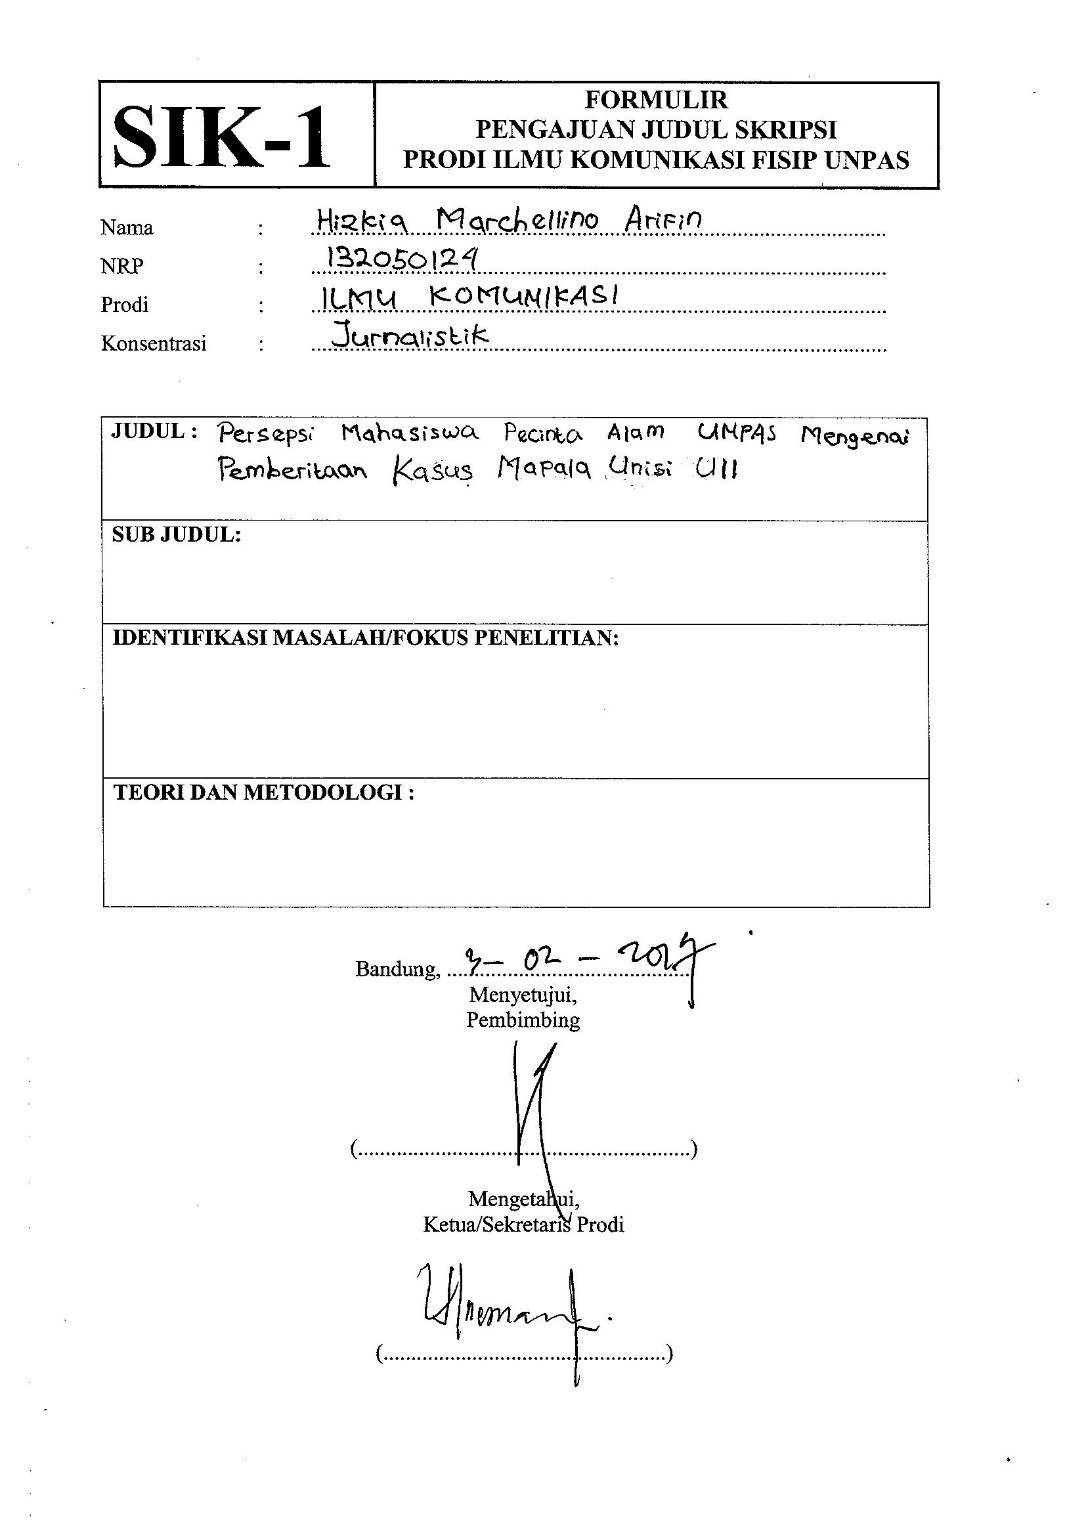 SIK-1
FORMULIR
PENGAJUAN JUDUL SKRIPSI
PRODI ILMU KOMUNIKASI FISIP UNPAS
Nama : Hizkia Marchellino Arifin
NRP : 132050124
Prodi : ILMU KOMUNIKASI
Konsentrasi : Jurnalistik
JUDUL : Persepsi Mahasiswa Pecinta Alam UNPAS Mengenai
Pemberitaan Kasus Mapala Unisi UII
SUB JUDUL:
IDENTIFIKASI MASALAH/FOKUS PENELITIAN:
TEORI DAN METODOLOGI :
Bandung, 3-02-2017
Menyetujui,
Pembimbing
(..............................)
Mengetahui,
Ketua/Sekretaris Prodi
(..............................)